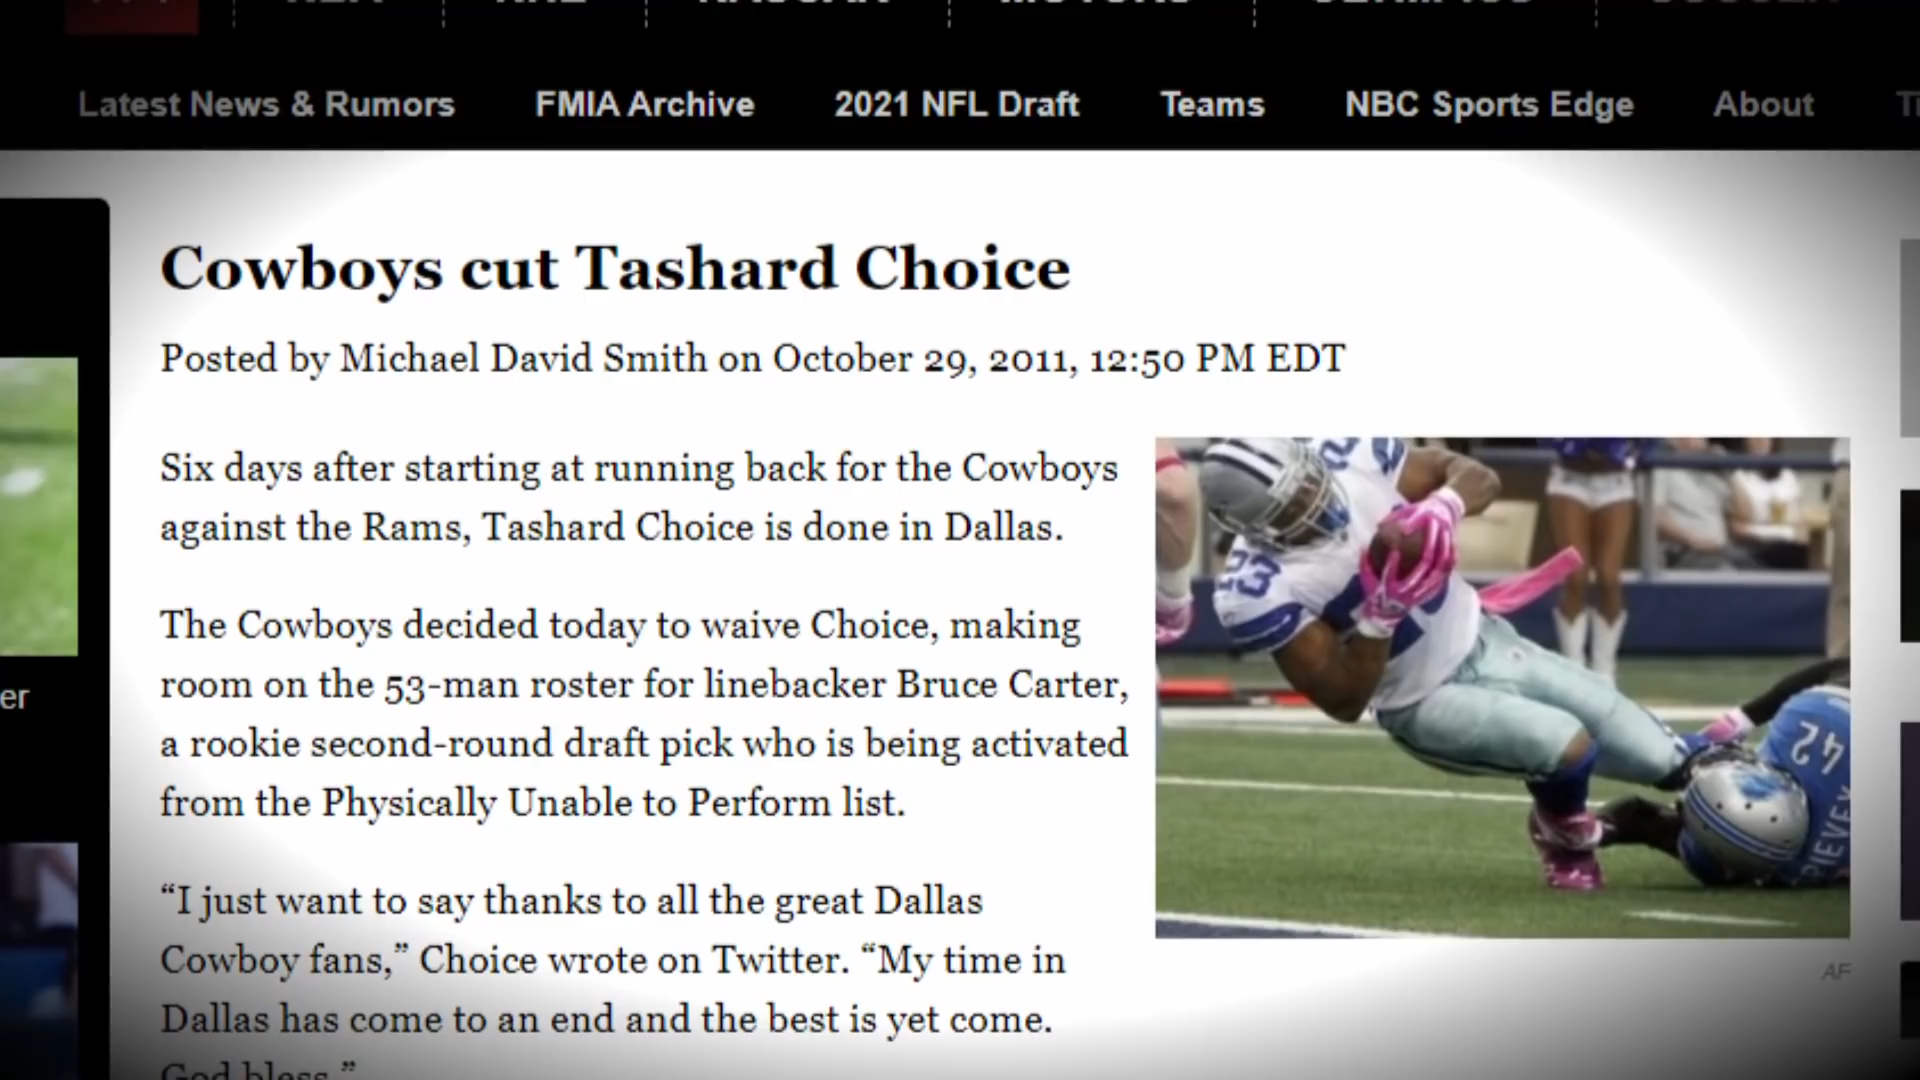 Latest News & Rumors FMIA Archive 2021 NFL Draft Teams NBC Sports Edge About
Cowboys cut Tashard Choice
Posted by Michael David Smith on October 29, 2011, 12:50 PM EDT
Six days after starting at running back for the Cowboys
against the Rams, Tashard Choice is done in Dallas.
The Cowboys decided today to waive Choice, making
room on the 53-man roster for linebacker Bruce Carter,
a rookie second-round draft pick who is being activated
from the Physically Unable to Perform list.
“I just want to say thanks to all the great Dallas
Cowboy fans,” Choice wrote on Twitter. “My time in
Dallas has come to an end and the best is yet come.
God bless.”
er
23
42